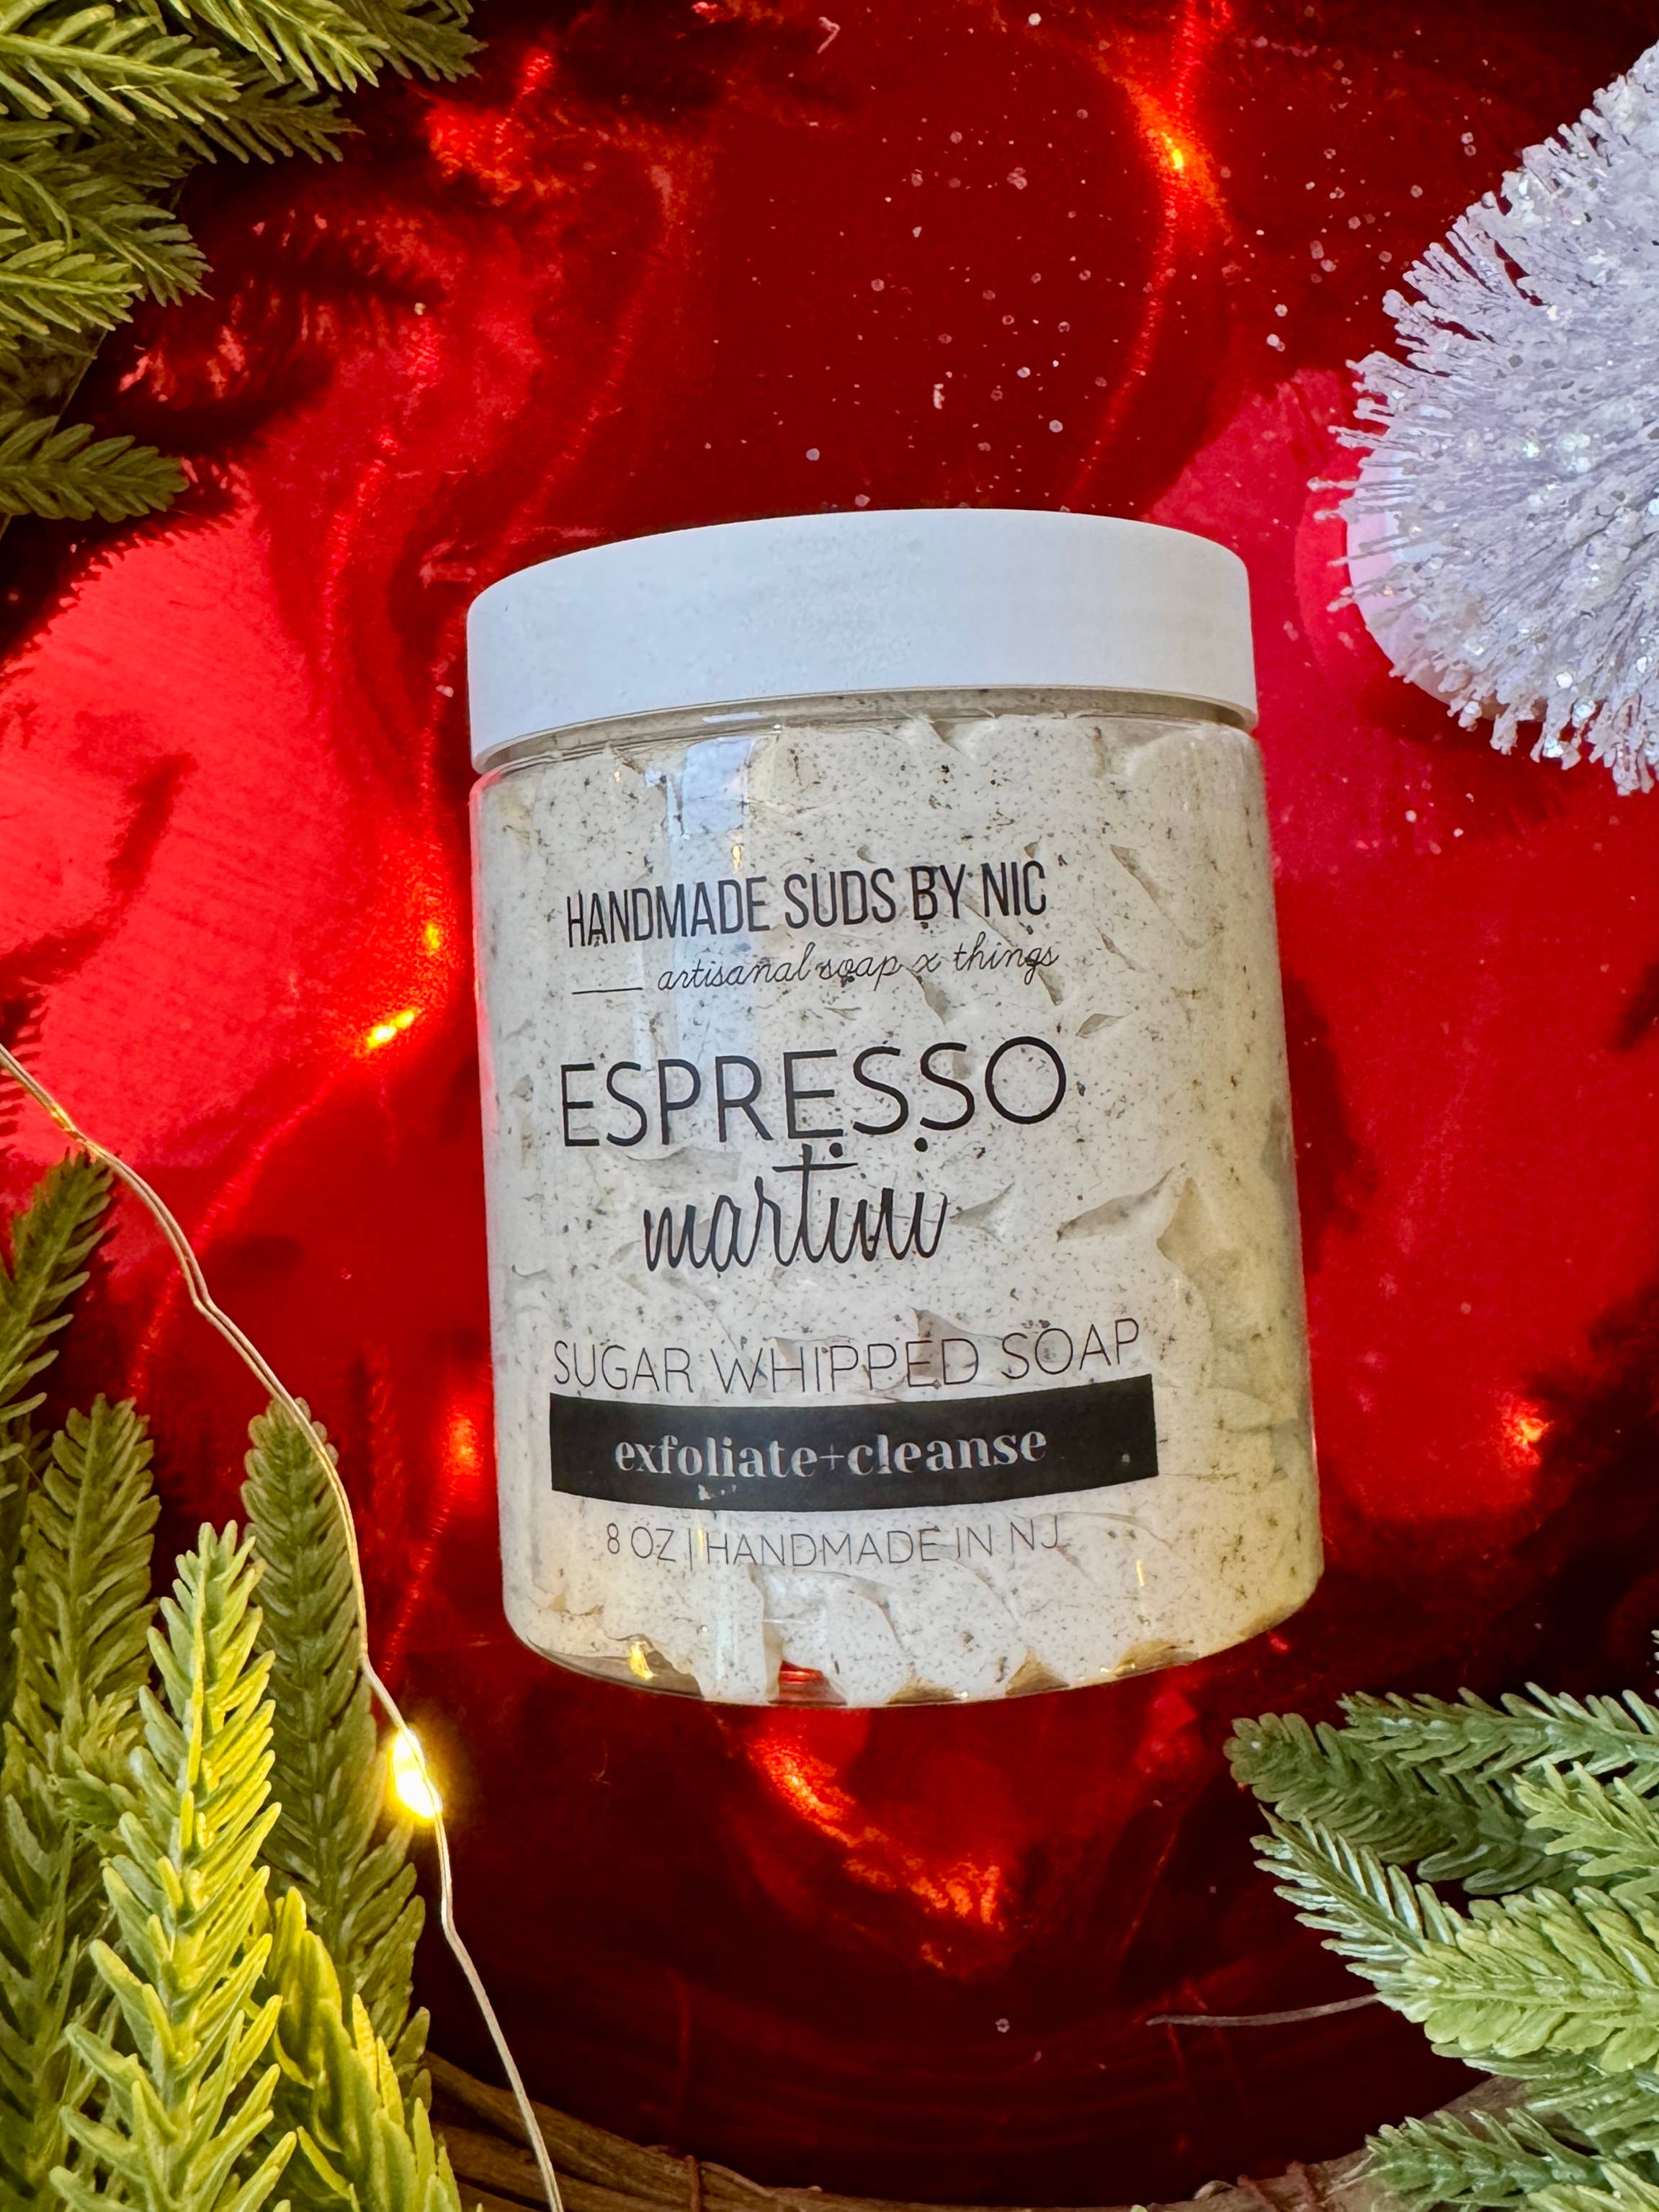 HANDMADE SUDS BY NIC
artisanal soap x things
ESPRESSO
martini
SUGAR WHIPPED SOAP
exfoliate+cleanse
8 OZ | HANDMADE IN NJ